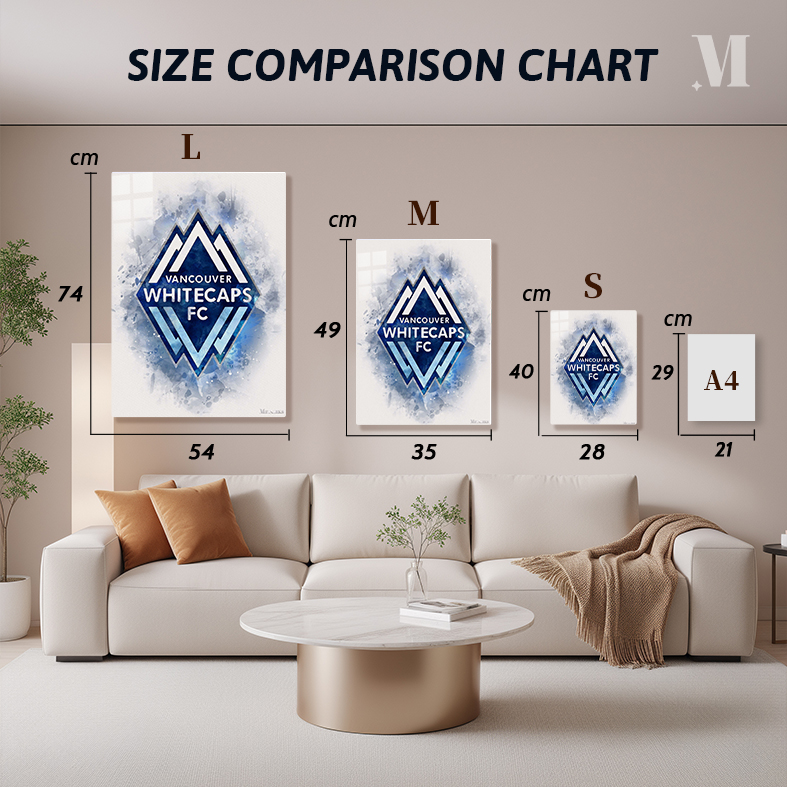 SIZE COMPARISON CHART
M
L
cm
74
54
VANCOUVER
WHITECAPS
FC
M
cm
49
35
VANCOUVER
WHITECAPS
FC
S
cm
40
28
VANCOUVER
WHITECAPS
FC
cm
29
21
A4